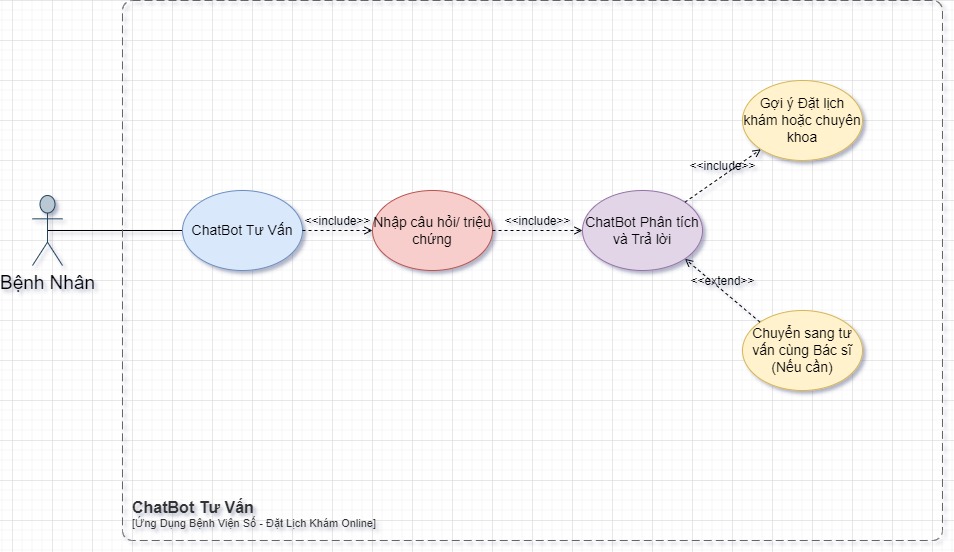 Gợi ý Đặt lịch
khám hoặc chuyên
khoa
<<include>>
ChatBot Tư Vấn
<<include>>
Nhập câu hỏi/ triệu
chứng
<<include>>
ChatBot Phân tích
và Trả lời
Bệnh Nhân
<<extend>>
Chuyển sang tư
vấn cùng Bác sĩ
(Nếu cần)
ChatBot Tư Vấn
[Ứng Dụng Bệnh Viện Số - Đặt Lịch Khám Online]